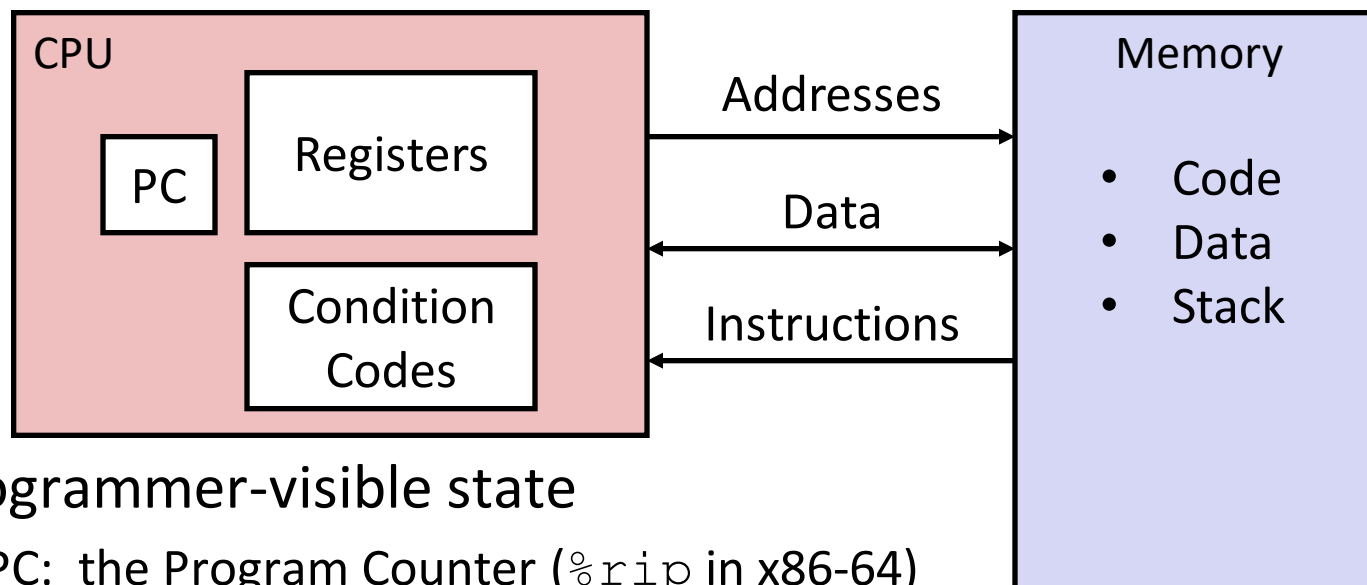 CPU
PC
Registers
Condition
Codes
Addresses
Data
Instructions
Memory
• Code
• Data
• Stack
ogrammer-visible state
PC: the Program Counter (%rip in x86-64)